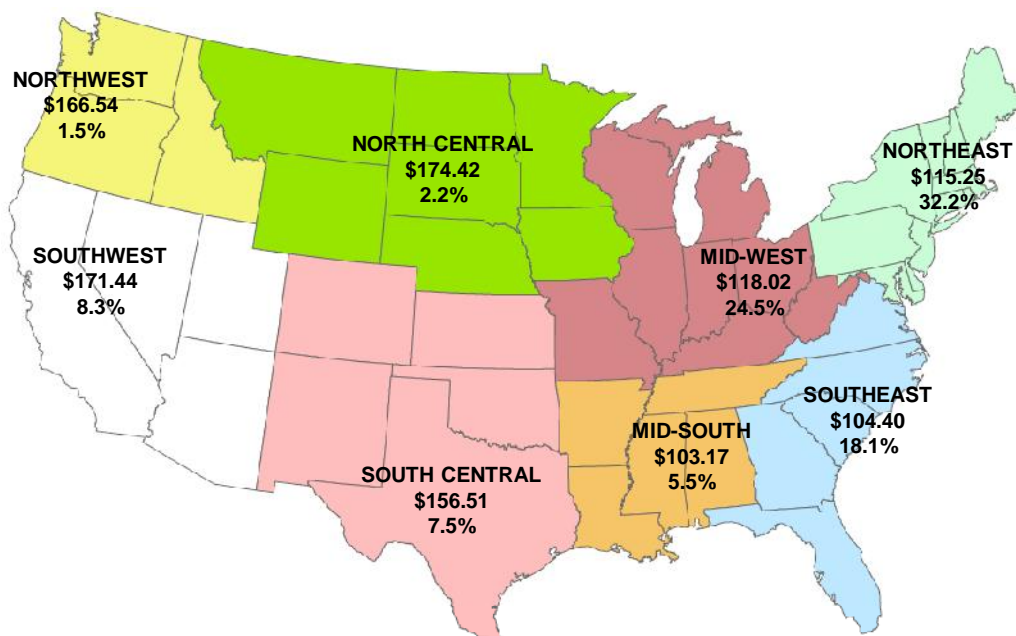 NORTHWEST
$166.54
1.5%
NORTH CENTRAL
$174.42
2.2%
NORTHEAST
$115.25
32.2%
SOUTHWEST
$171.44
8.3%
MID-WEST
$118.02
24.5%
SOUTHEAST
$104.40
18.1%
MID-SOUTH
$103.17
5.5%
SOUTH CENTRAL
$156.51
7.5%